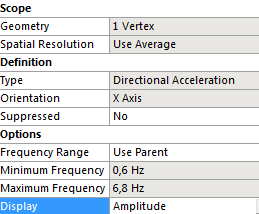 Scope
Geometry 1 Vertex
Spatial Resolution Use Average
Definition
Type Directional Acceleration
Orientation X Axis
Suppressed No
Options
Frequency Range Use Parent
Minimum Frequency 0,6 Hz
Maximum Frequency 6,8 Hz
Display Amplitude